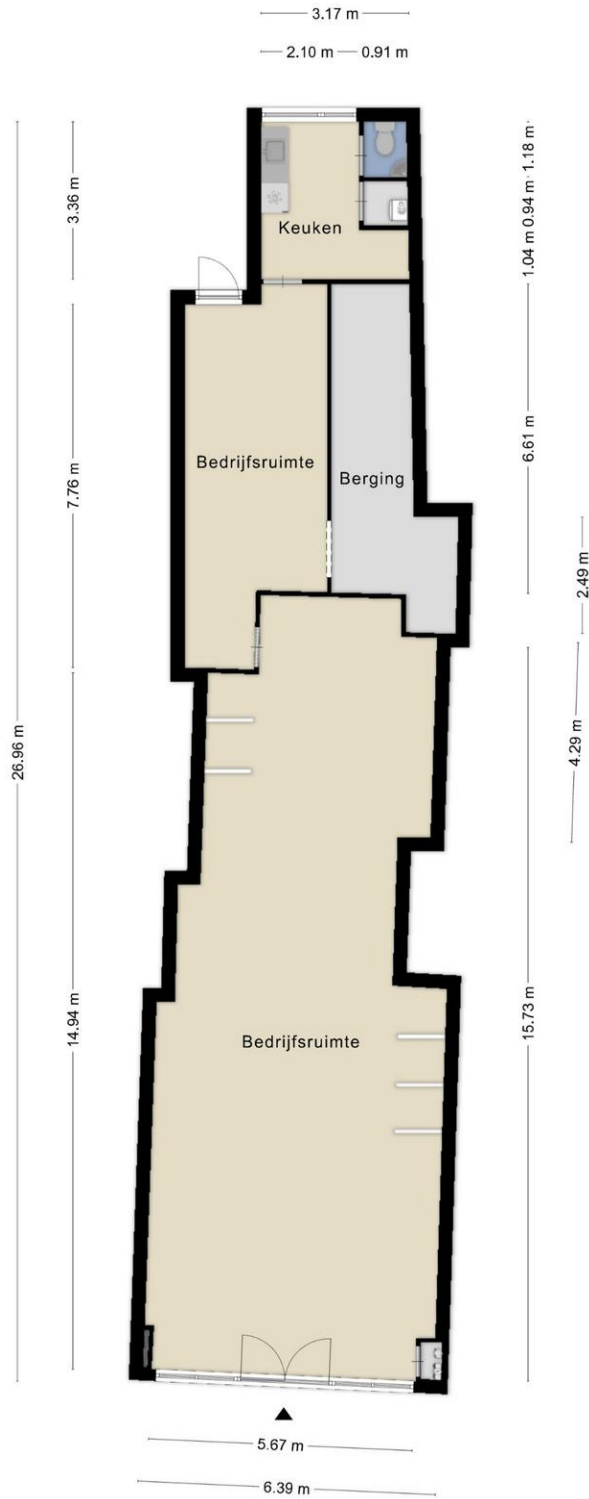 3.17 m
2.10 m
0.91 m
3.36 m
1.18 m
0.94 m
1.04 m
Keuken
7.76 m
Bedrijfsruimte
Berging
6.61 m
2.49 m
26.96 m
4.29 m
14.94 m
Bedrijfsruimte
15.73 m
5.67 m
6.39 m